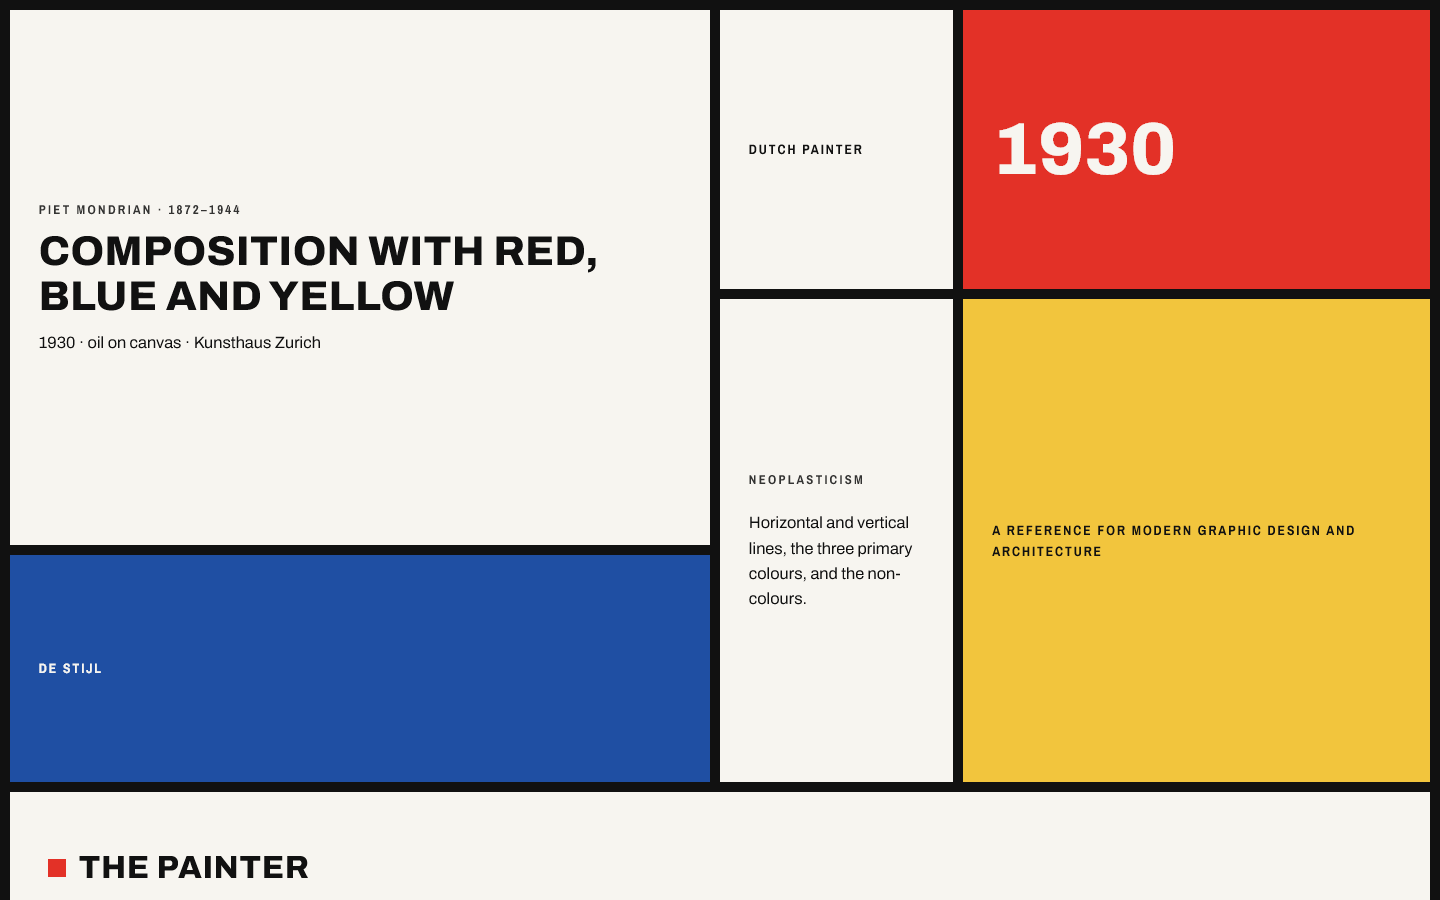 PIET MONDRIAN · 1872–1944
COMPOSITION WITH RED,
BLUE AND YELLOW
1930 · oil on canvas · Kunsthaus Zurich
DUTCH PAINTER
1930
NEOPLASTICISM
Horizontal and vertical
lines, the three primary
colours, and the non-
colours.
A REFERENCE FOR MODERN GRAPHIC DESIGN AND
ARCHITECTURE
DE STIJL
THE PAINTER